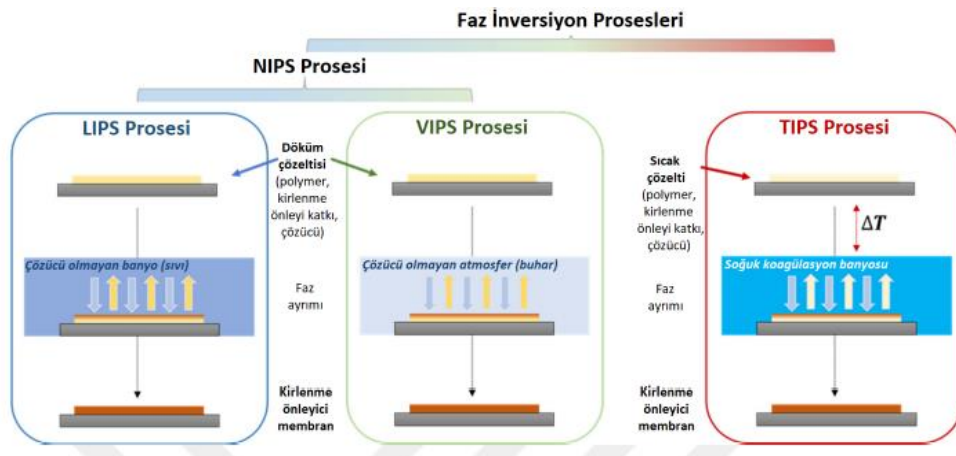 Faz İnversiyon Prosesleri
NIPS Prosesi
LIPS Prosesi
VIPS Prosesi
TIPS Prosesi
Döküm
çözeltisi
(polymer,
kirlenme
önleyi katkı,
çözücü)
Sıcak
çözelti
(polymer,
kirlenme
önleyi katkı,
çözücü)
ΔT
Çözücü olmayan banyo (sıvı)
Çözücü olmayan atmosfer (buhar)
Soğuk koagülasyon banyosu
Faz
ayrımı
Faz
ayrımı
Kirlenme
önleyici
membran
Kirlenme
önleyici
membran